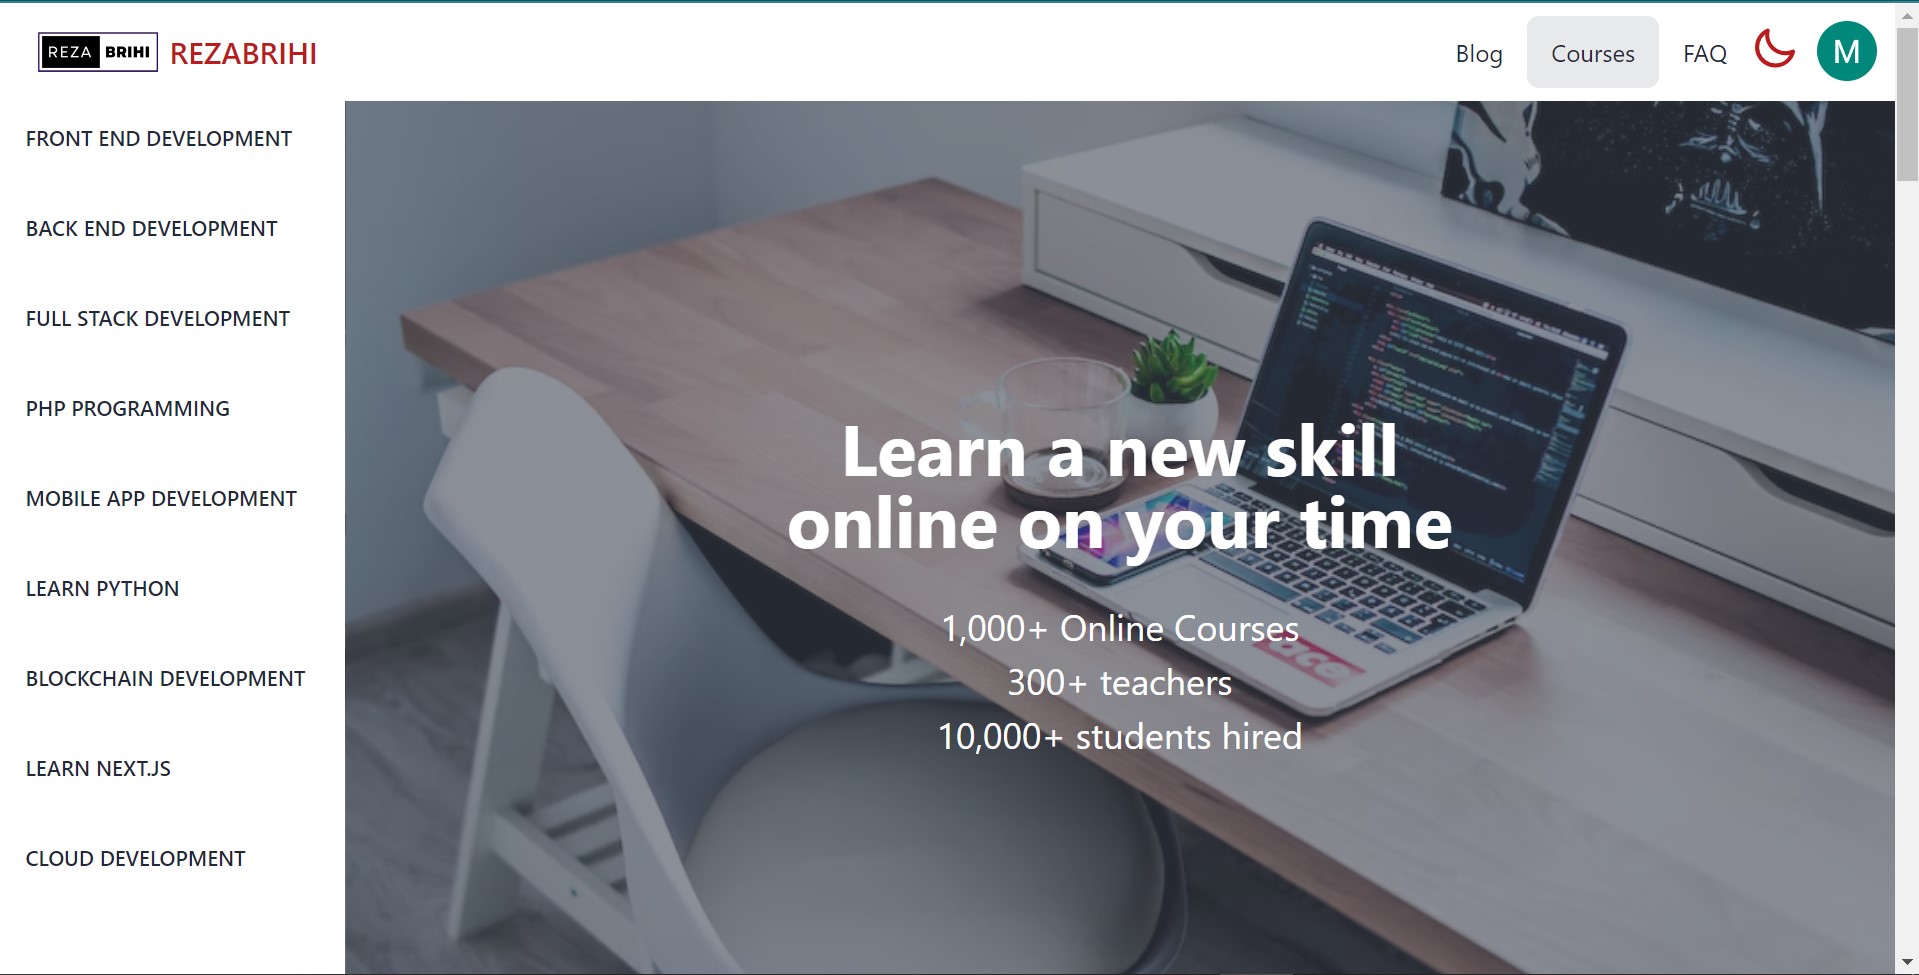 REZA BRIHI REZABRIHI
Blog Courses FAQ M
FRONT END DEVELOPMENT
BACK END DEVELOPMENT
FULL STACK DEVELOPMENT
PHP PROGRAMMING
MOBILE APP DEVELOPMENT
LEARN PYTHON
BLOCKCHAIN DEVELOPMENT
LEARN NEXT.JS
CLOUD DEVELOPMENT
Learn a new skill
online on your time
1,000+ Online Courses
300+ teachers
10,000+ students hired